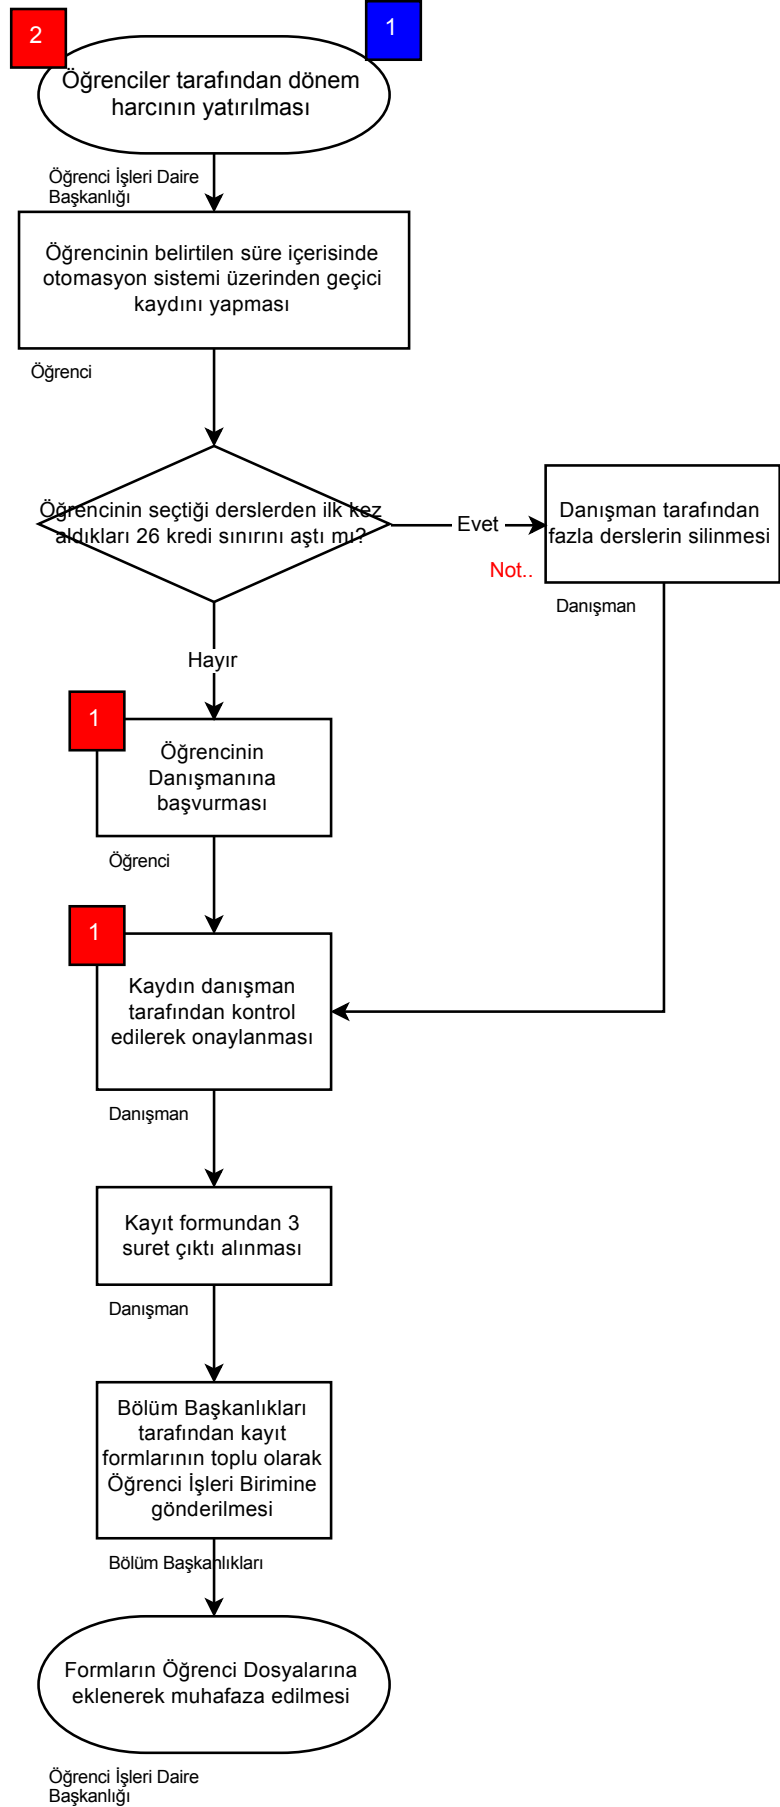 2
1
Öğrenciler tarafından dönem
harcının yatırılması
Öğrenci İşleri Daire
Başkanlığı
Öğrencinin belirtilen süre içerisinde
otomasyon sistemi üzerinden geçici
kaydını yapması
Öğrenci
Öğrencinin seçtiği derslerden ilk kez
aldıkları 26 kredi sınırını aştı mı?
Evet
Danışman tarafından
fazla derslerin silinmesi
Not..
Danışman
Hayır
1
Öğrencinin
Danışmanına
başvurması
Öğrenci
1
Kaydın danışman
tarafından kontrol
edilerek onaylanması
Danışman
Kayıt formundan 3
suret çıktı alınması
Danışman
Bölüm Başkanlıkları
tarafından kayıt
formlarının toplu olarak
Öğrenci İşleri Birimine
gönderilmesi
Bölüm Başkanlıkları
Formların Öğrenci Dosyalarına
eklenerek muhafaza edilmesi
Öğrenci İşleri Daire
Başkanlığı